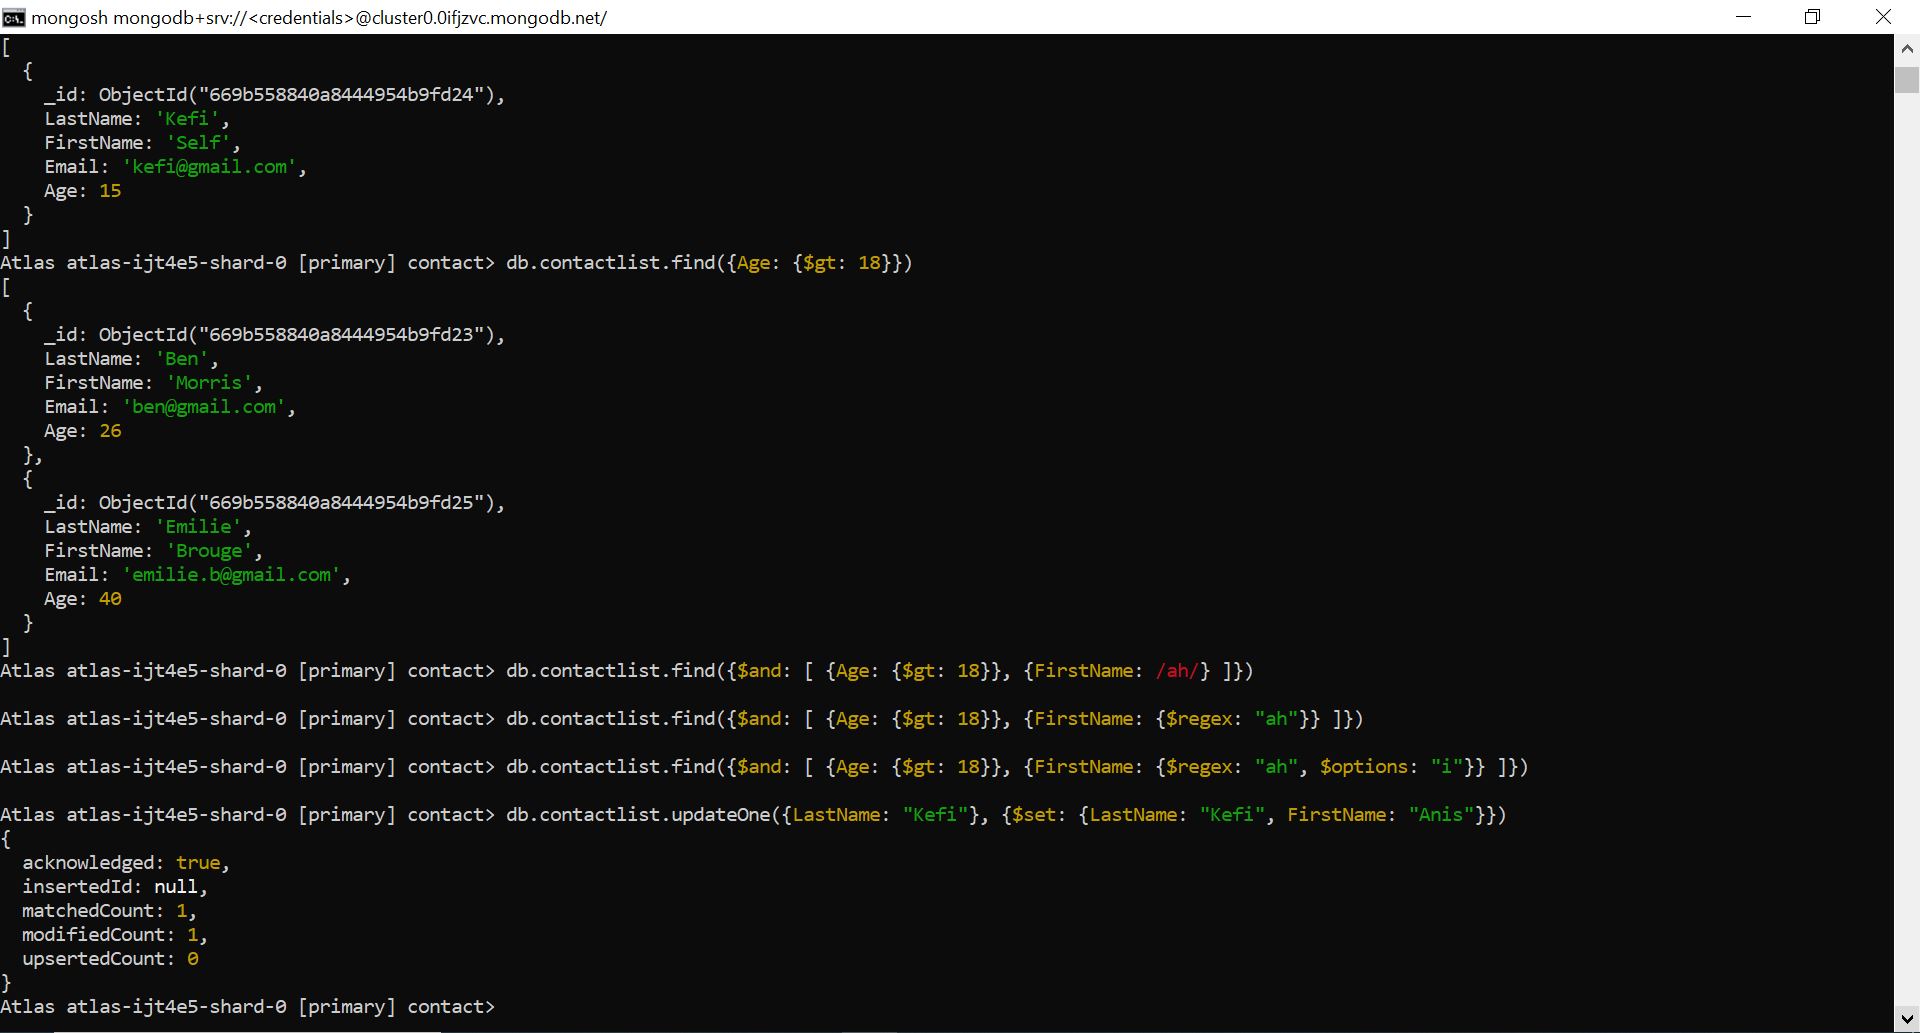 mongosh mongodb+srv://<credentials>@cluster0.0ifjzvc.mongodb.net/
[
  {
    _id: ObjectId("669b558840a8444954b9fd24"),
    LastName: 'Kefi',
    FirstName: 'Self',
    Email: 'kefi@gmail.com',
    Age: 15
  }
]
Atlas atlas-ijt4e5-shard-0 [primary] contact> db.contactlist.find({Age: {$gt: 18}})
[
  {
    _id: ObjectId("669b558840a8444954b9fd23"),
    LastName: 'Ben',
    FirstName: 'Morris',
    Email: 'ben@gmail.com',
    Age: 26
  },
  {
    _id: ObjectId("669b558840a8444954b9fd25"),
    LastName: 'Emilie',
    FirstName: 'Brouge',
    Email: 'emilie.b@gmail.com',
    Age: 40
  }
]
Atlas atlas-ijt4e5-shard-0 [primary] contact> db.contactlist.find({$and: [ {Age: {$gt: 18}}, {FirstName: /ah/} ]})
Atlas atlas-ijt4e5-shard-0 [primary] contact> db.contactlist.find({$and: [ {Age: {$gt: 18}}, {FirstName: {$regex: "ah"}} ]})
Atlas atlas-ijt4e5-shard-0 [primary] contact> db.contactlist.find({$and: [ {Age: {$gt: 18}}, {FirstName: {$regex: "ah", $options: "i"}} ]})
Atlas atlas-ijt4e5-shard-0 [primary] contact> db.contactlist.updateOne({LastName: "Kefi"}, {$set: {LastName: "Kefi", FirstName: "Anis"}})
{
  acknowledged: true,
  insertedId: null,
  matchedCount: 1,
  modifiedCount: 1,
  upsertedCount: 0
}
Atlas atlas-ijt4e5-shard-0 [primary] contact>